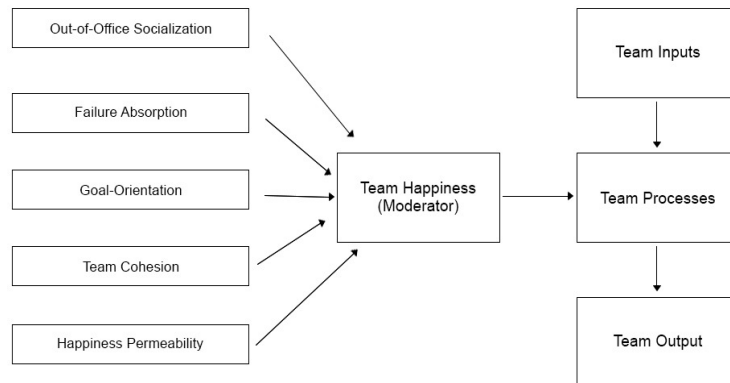 Out-of-Office Socialization
Failure Absorption
Goal-Orientation
Team Cohesion
Happiness Permeability
Team Happiness
(Moderator)
Team Inputs
Team Processes
Team Output